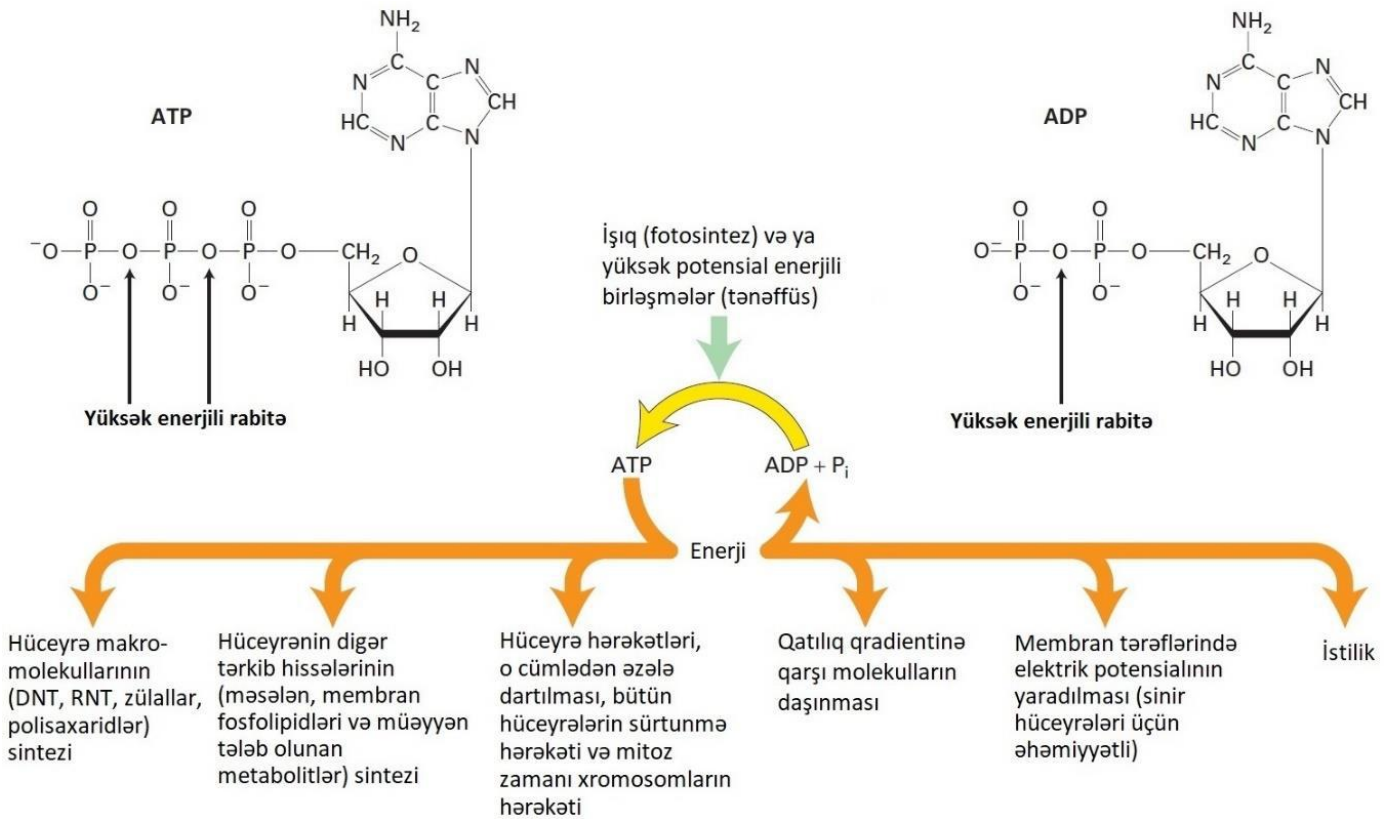 NH₂
C
N
C
N
CH
HC
N
C
N
ATP
O
O
O
⁻O—P—O—P—O—P—O—CH₂
O⁻
O⁻
O⁻
O
H
H
H
H
HO
OH
Yüksək enerjili rabitə
İşıq (fotosintez) və ya
yüksək potensial enerjili
birləşmələr (tənəffüs)
NH₂
C
N
C
N
CH
HC
N
C
N
ADP
O
O
O⁻—P—O—P—O—CH₂
O⁻
O⁻
O
H
H
H
H
HO
OH
Yüksək enerjili rabitə
ATP
ADP + Pᵢ
Enerji
Hüceyrə makro-
molekullarının
(DNT, RNT, zülallar,
polisaxaridlər)
sintezi
Hüceyrənin digər
tərkib hissələrinin
(məsələn, membran
fosfolipidləri və müəyyən
tələb olunan
metabolitlər) sintezi
Hüceyrə hərəkətləri,
o cümlədən əzələ
dartılması, bütün
hüceyrələrin sürtunmə
hərəkəti və mitoz
zamanı xromosomların
hərəkəti
Qatılıq qradientinə
qarşı molekulların
daşınması
Membran tərəflərində
elektrik potensialının
yaradılması (sinir
hüceyrələri üçün
əhəmiyyətli)
İstilik